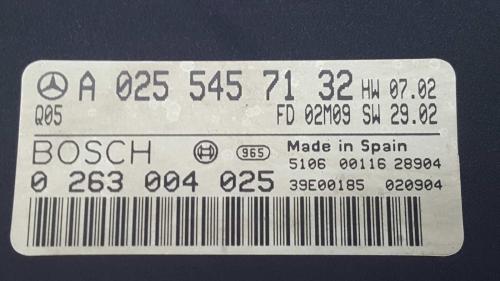 A 025 545 71 32 HW 07.02
Q05 FD 02M09 SW 29.02
BOSCH 965 Made in Spain
5106 00116 28904
0 263 004 025 39E00185 020904